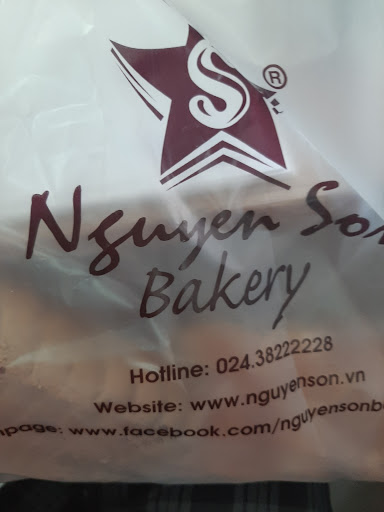 S ®
Nguyen Son
Bakery
Hotline: 024.38222228
Website: www.nguyenson.vn
npage: www.facebook.com/nguyensonb